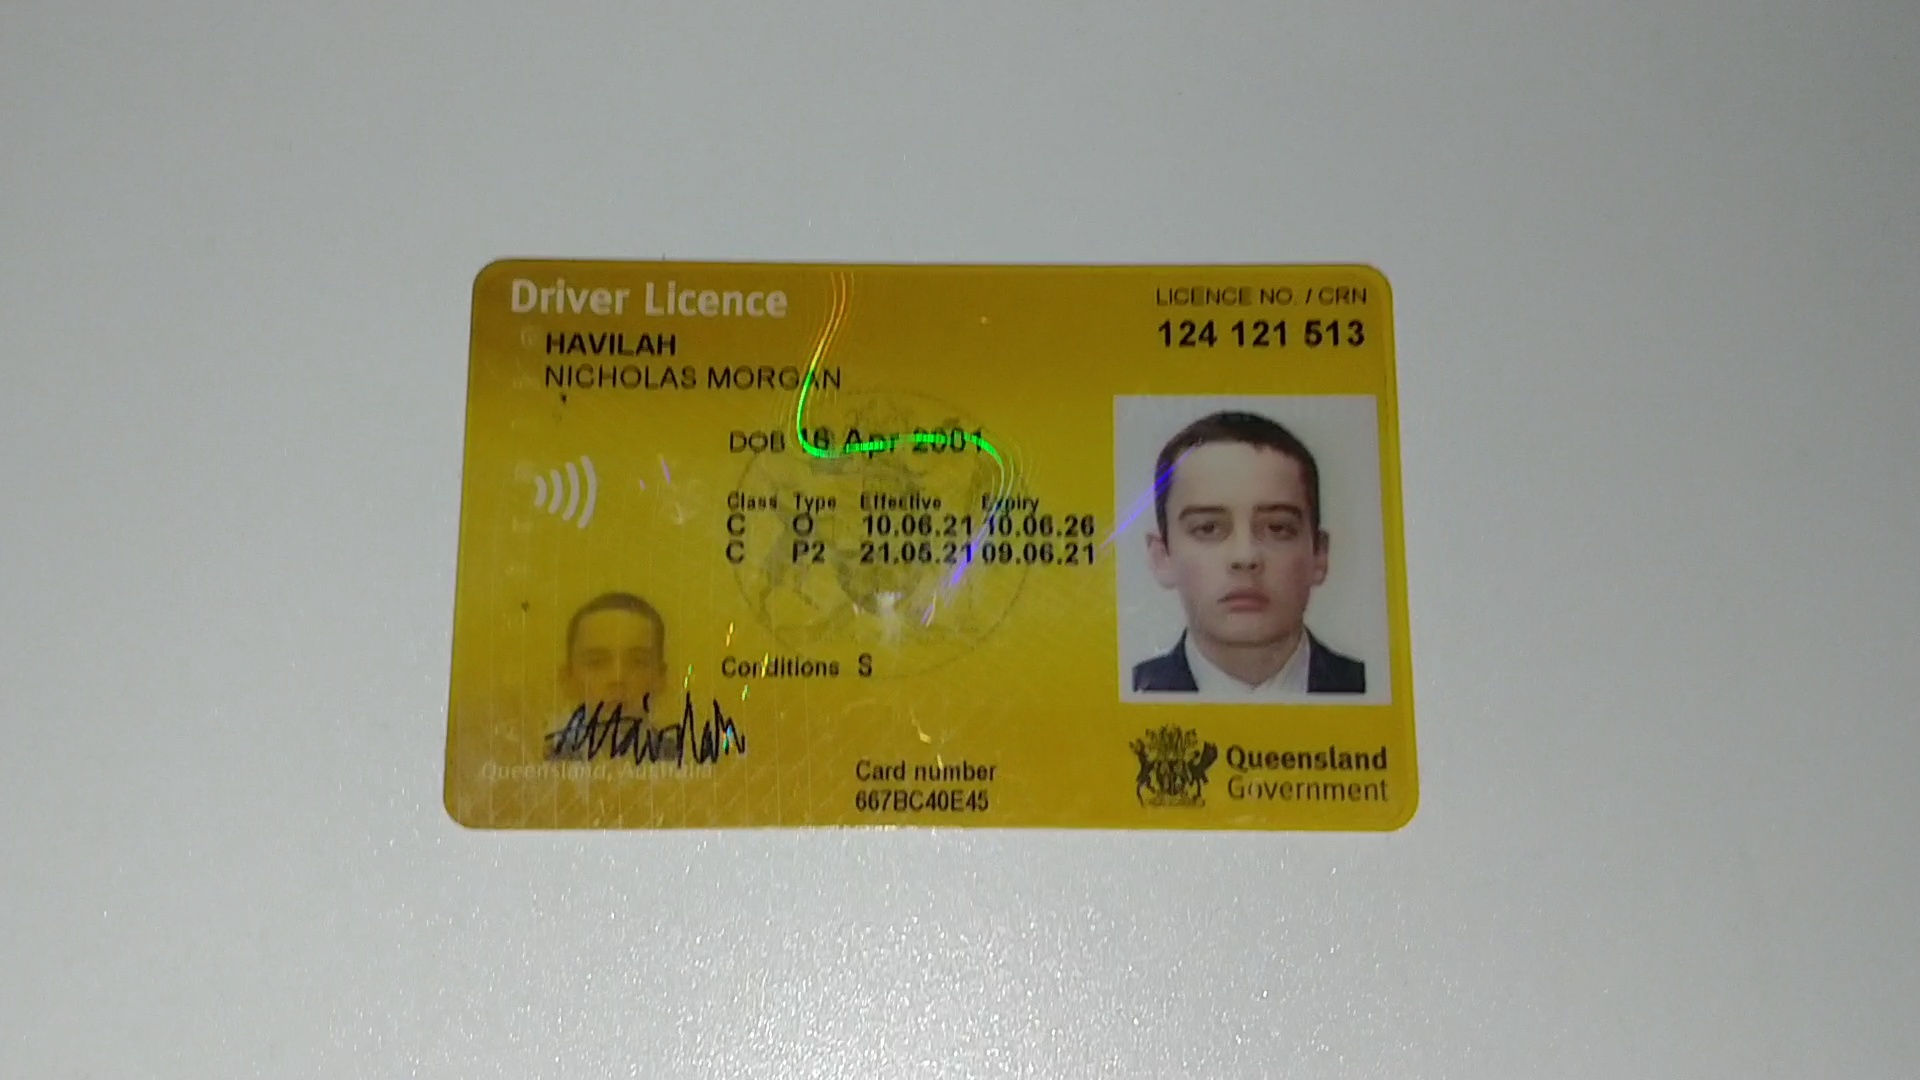 Driver Licence
LICENCE NO. / CRN
124 121 513
HAVILAH
NICHOLAS MORGAN
DOB 16 Apr 2001
Class Type Effective Expiry
C O 10.06.21 10.06.26
C P2 21.05.21 09.06.21
Conditions S
Queensland, Australia
Card number
667BC40E45
Queensland
Government